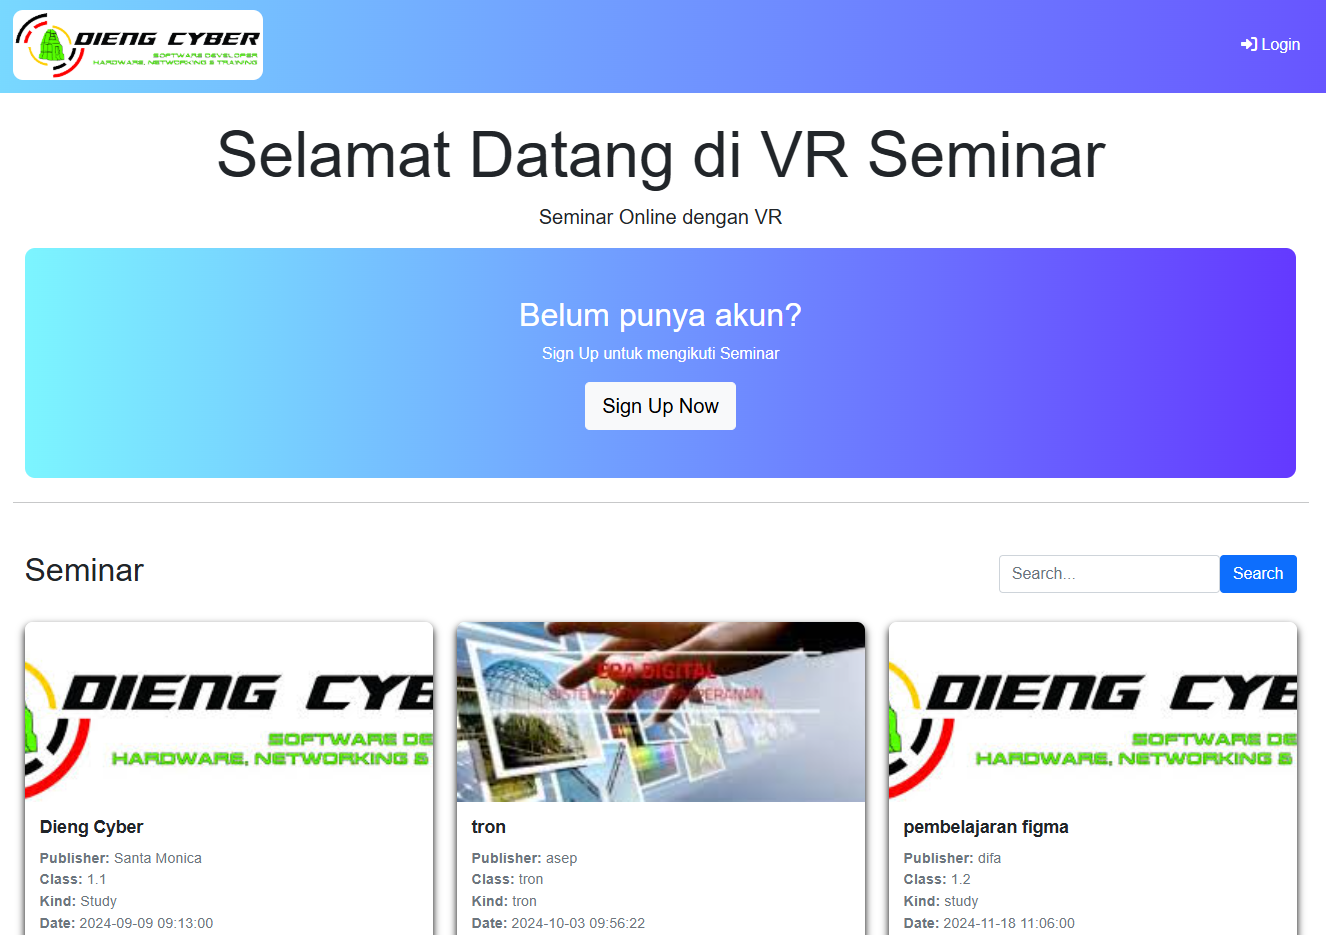 DIENG CYBER
SOFTWARE DEVELOPER
HARDWARE, NETWORKING & TRAINING
Login
Selamat Datang di VR Seminar
Seminar Online dengan VR
Belum punya akun?
Sign Up untuk mengikuti Seminar
Sign Up Now
Seminar
Search...
Search
DIENG CYB
SOFTWARE DE
HARDWARE, NETWORKING &
Dieng Cyber
Publisher: Santa Monica
Class: 1.1
Kind: Study
Date: 2024-09-09 09:13:00
ERA DIGITAL
SISTEM
PERANAN
tron
Publisher: asep
Class: tron
Kind: tron
Date: 2024-10-03 09:56:22
DIENG CYB
SOFTWARE DE
HARDWARE, NETWORKING &
pembelajaran figma
Publisher: difa
Class: 1.2
Kind: study
Date: 2024-11-18 11:06:00